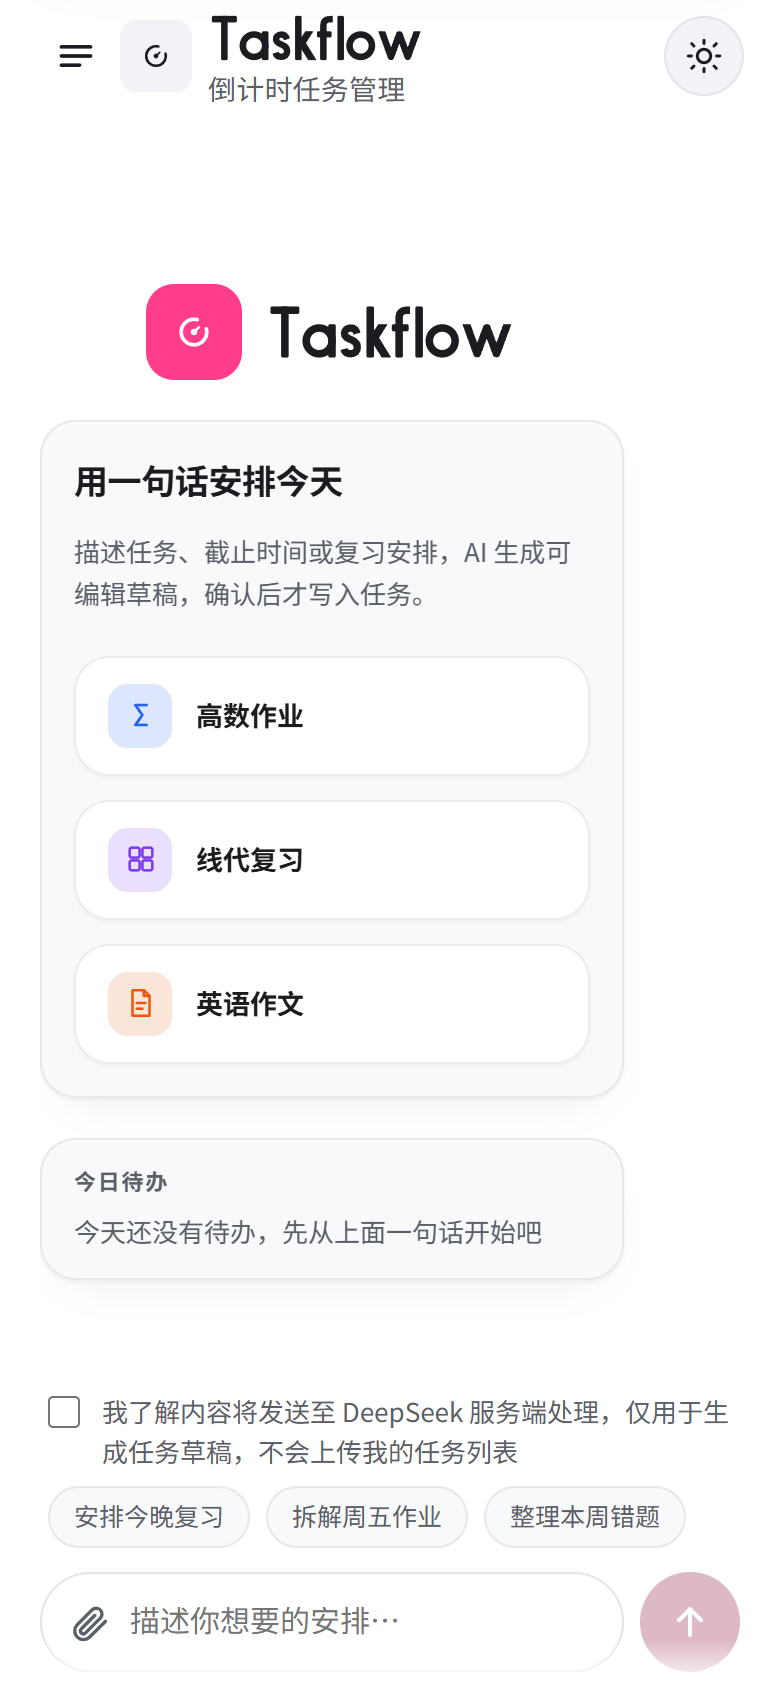 Taskflow
倒计时任务管理
Taskflow
用一句话安排今天
描述任务、截止时间或复习安排，AI 生成可
编辑草稿，确认后才写入任务。
Σ
高数作业
线代复习
英语作文
今日待办
今天还没有待办，先从上面一句话开始吧
我了解内容将发送至 DeepSeek 服务端处理，仅用于生
成任务草稿，不会上传我的任务列表
安排今晚复习
拆解周五作业
整理本周错题
描述你想要的安排…